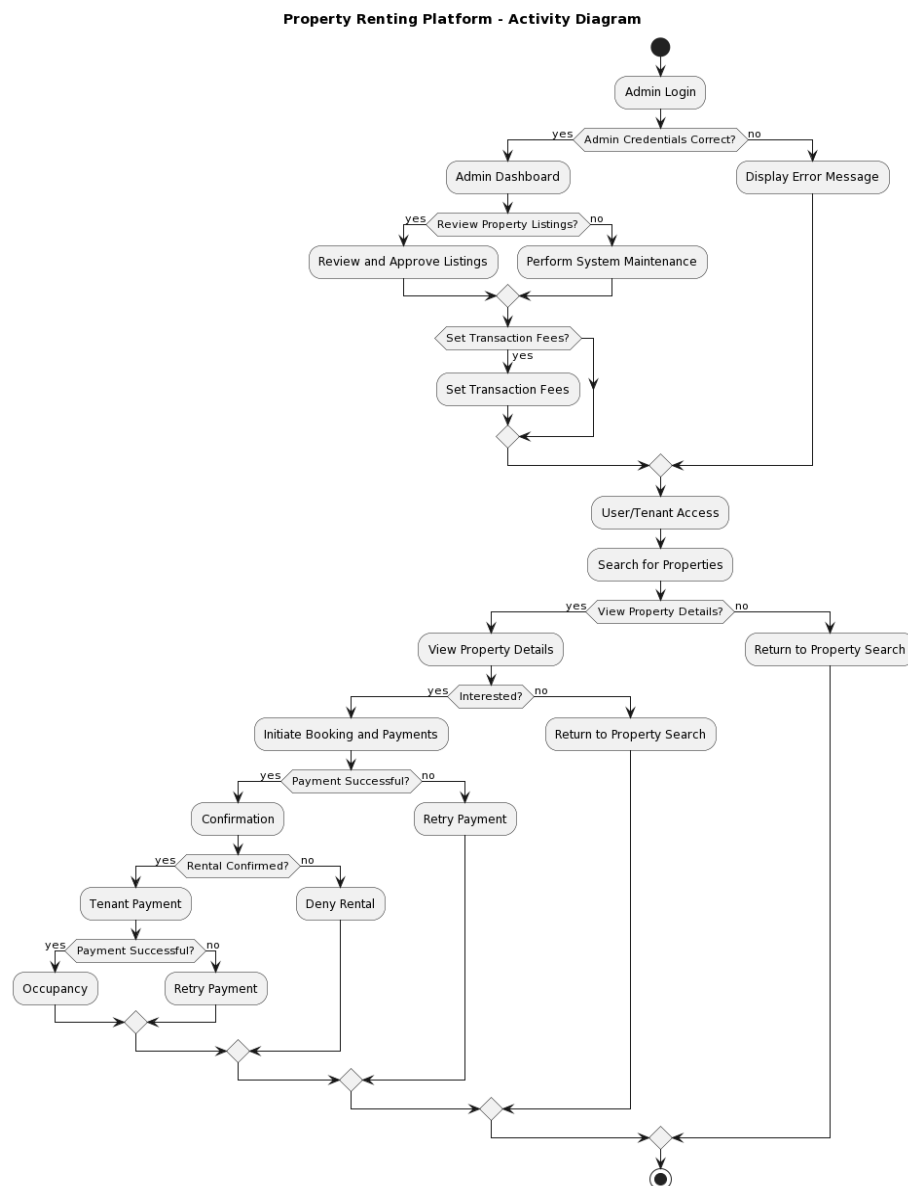 Property Renting Platform - Activity Diagram
Admin Login
yes
Admin Credentials Correct?
no
Admin Dashboard
Display Error Message
yes
Review Property Listings?
no
Review and Approve Listings
Perform System Maintenance
Set Transaction Fees?
yes
Set Transaction Fees
User/Tenant Access
Search for Properties
yes
View Property Details?
no
View Property Details
Return to Property Search
yes
Interested?
no
Initiate Booking and Payments
Return to Property Search
yes
Payment Successful?
no
Confirmation
Retry Payment
yes
Rental Confirmed?
no
Tenant Payment
Deny Rental
yes
Payment Successful?
no
Occupancy
Retry Payment